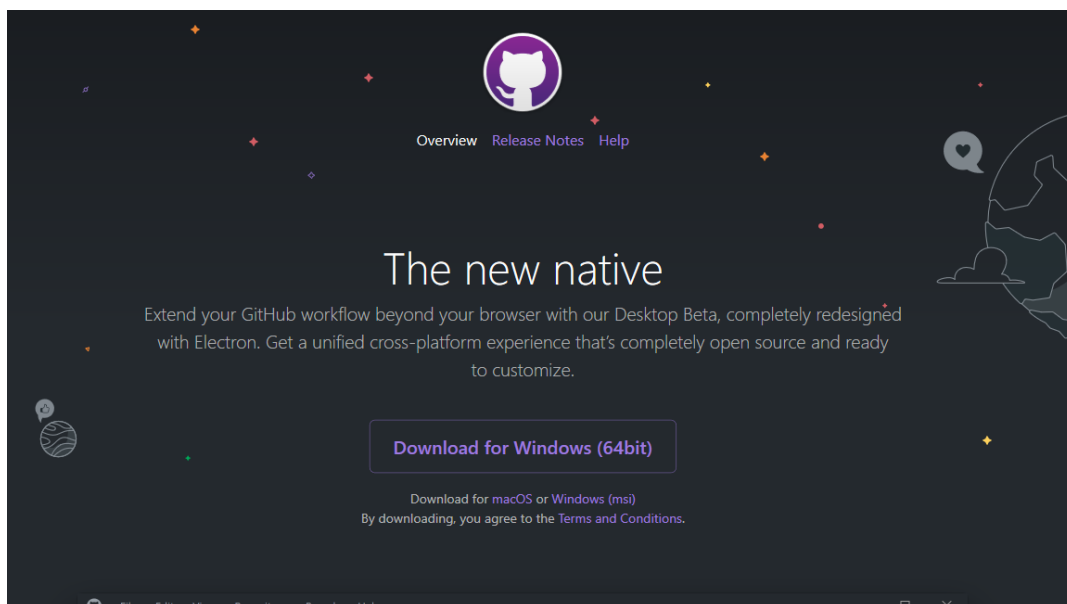 Overview Release Notes Help
The new native
Extend your GitHub workflow beyond your browser with our Desktop Beta, completely redesigned
with Electron. Get a unified cross-platform experience that's completely open source and ready
to customize.
Download for Windows (64bit)
Download for macOS or Windows (msi)
By downloading, you agree to the Terms and Conditions.